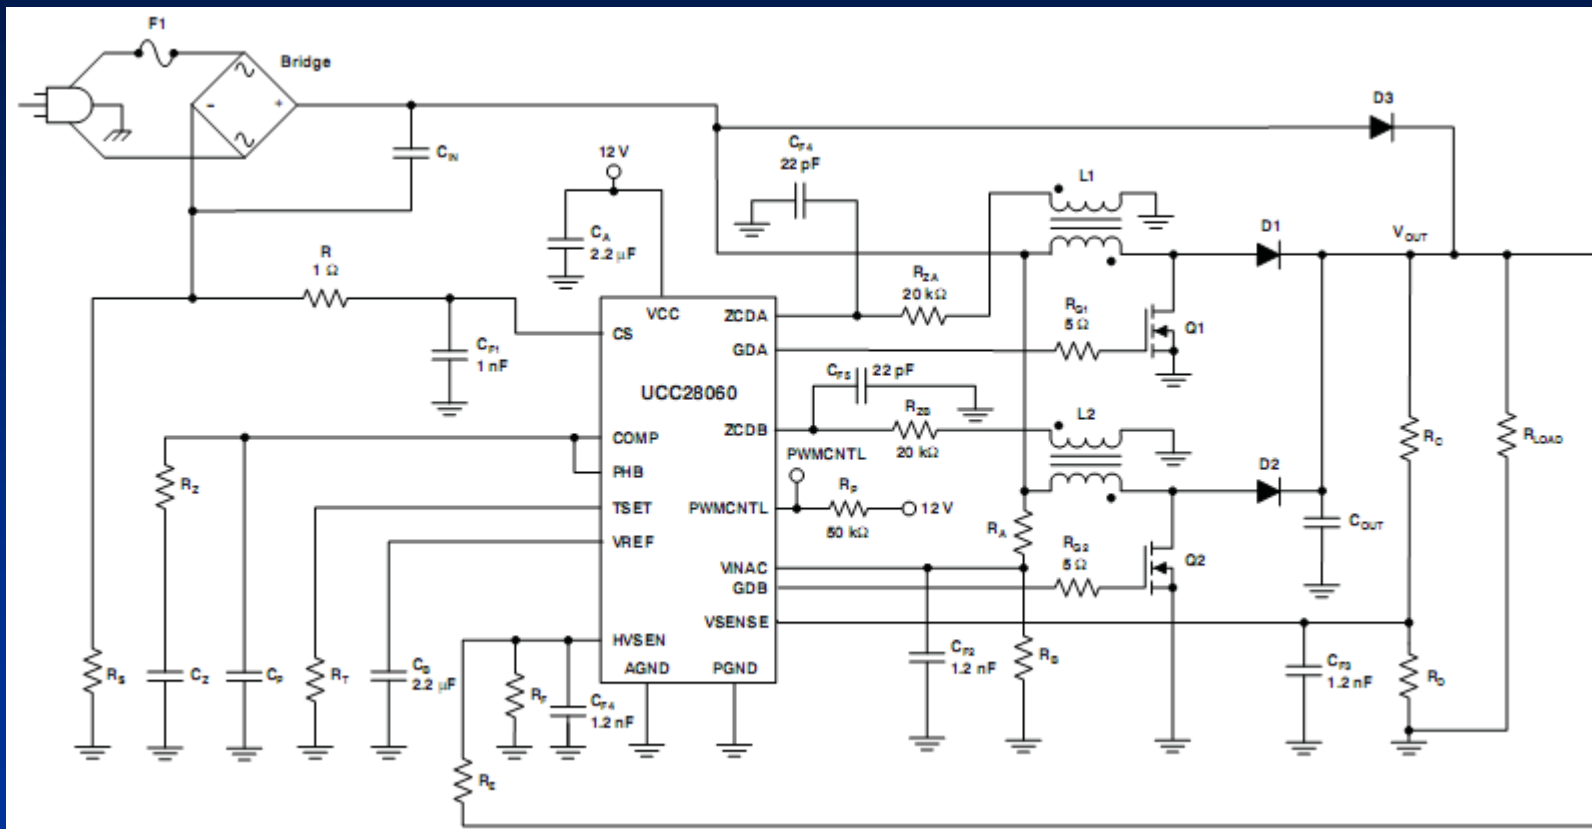 F1
Bridge
~
-
+
~
C_IN
12 V
C_A
2.2 µF
C_F4
22 pF
L1
D3
D1
V_OUT
R
1 Ω
C_F1
1 nF
R_ZA
20 kΩ
R_G1
5 Ω
Q1
VCC
ZCDA
CS
GDA
UCC28060
C_F5
22 pF
R_ZB
20 kΩ
L2
ZCDB
COMP
PHB
PWMCNTL
R_P
50 kΩ
12 V
D2
R_C
R_LOAD
R_Z
TSET
PWMCNTL
VREF
R_A
C_OUT
R_G2
5 Ω
Q2
VINAC
GDB
VSENSE
HVSEN
AGND
PGND
R_S
C_Z
C_P
R_T
C_B
2.2 µF
R_F
C_F4
1.2 nF
R_E
C_F2
1.2 nF
R_B
C_F3
1.2 nF
R_D